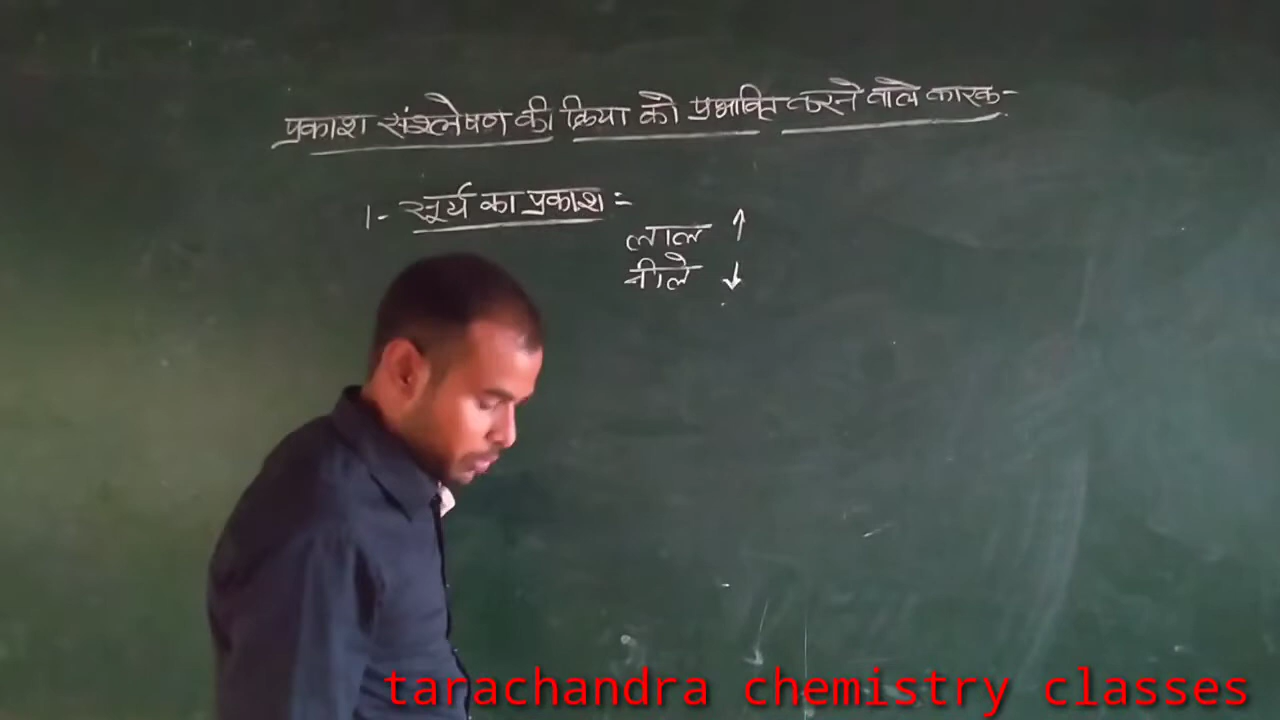 प्रकाश संश्लेषण की क्रिया को प्रभावित करने वाले कारक-
1- सूर्य का प्रकाश =
लाल ↑
नीले ↓
tarachandra chemistry classes